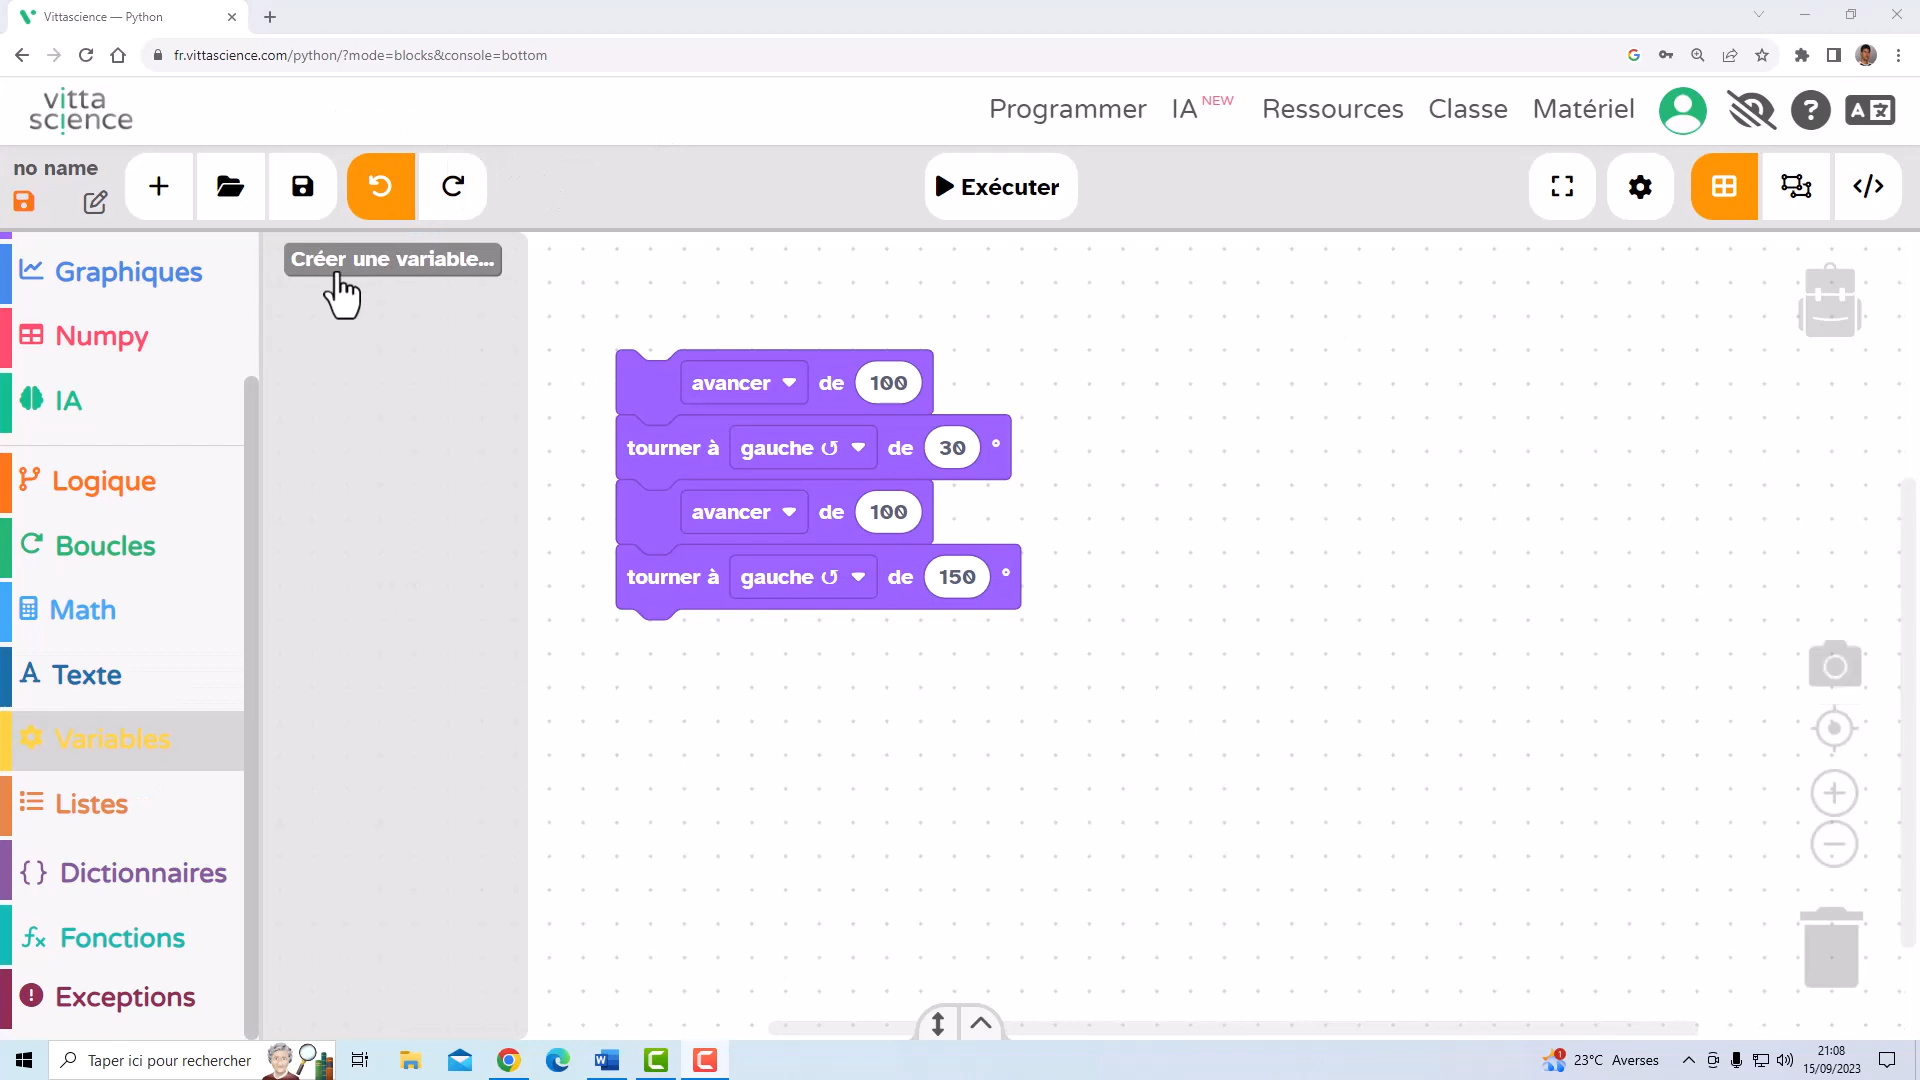 Vittascience — Python
fr.vittascience.com/python/?mode=blocks&console=bottom
vitta
science
Programmer IA NEW Ressources Classe Matériel
no name
Exécuter
Créer une variable...
Graphiques
Numpy
IA
Logique
Boucles
Math
Texte
Variables
Listes
Dictionnaires
Fonctions
Exceptions
avancer de 100
tourner à gauche ↺ de 30 °
avancer de 100
tourner à gauche ↺ de 150 °
Taper ici pour rechercher
23°C Averses
21:08
15/09/2023